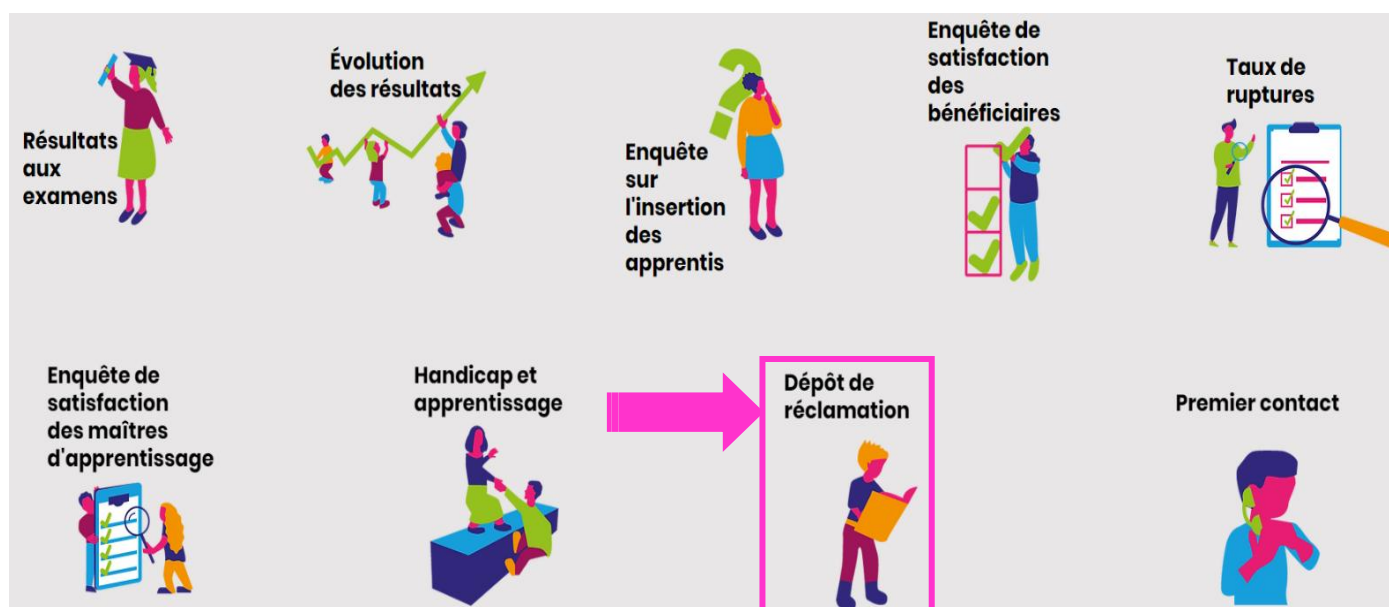 Résultats
aux
examens
Évolution
des résultats
Enquête
sur
l'insertion
des
apprentis
Enquête de
satisfaction
des
bénéficiaires
Taux de
ruptures
Enquête de
satisfaction
des maîtres
d'apprentissage
Handicap et
apprentissage
Dépôt de
réclamation
Premier contact